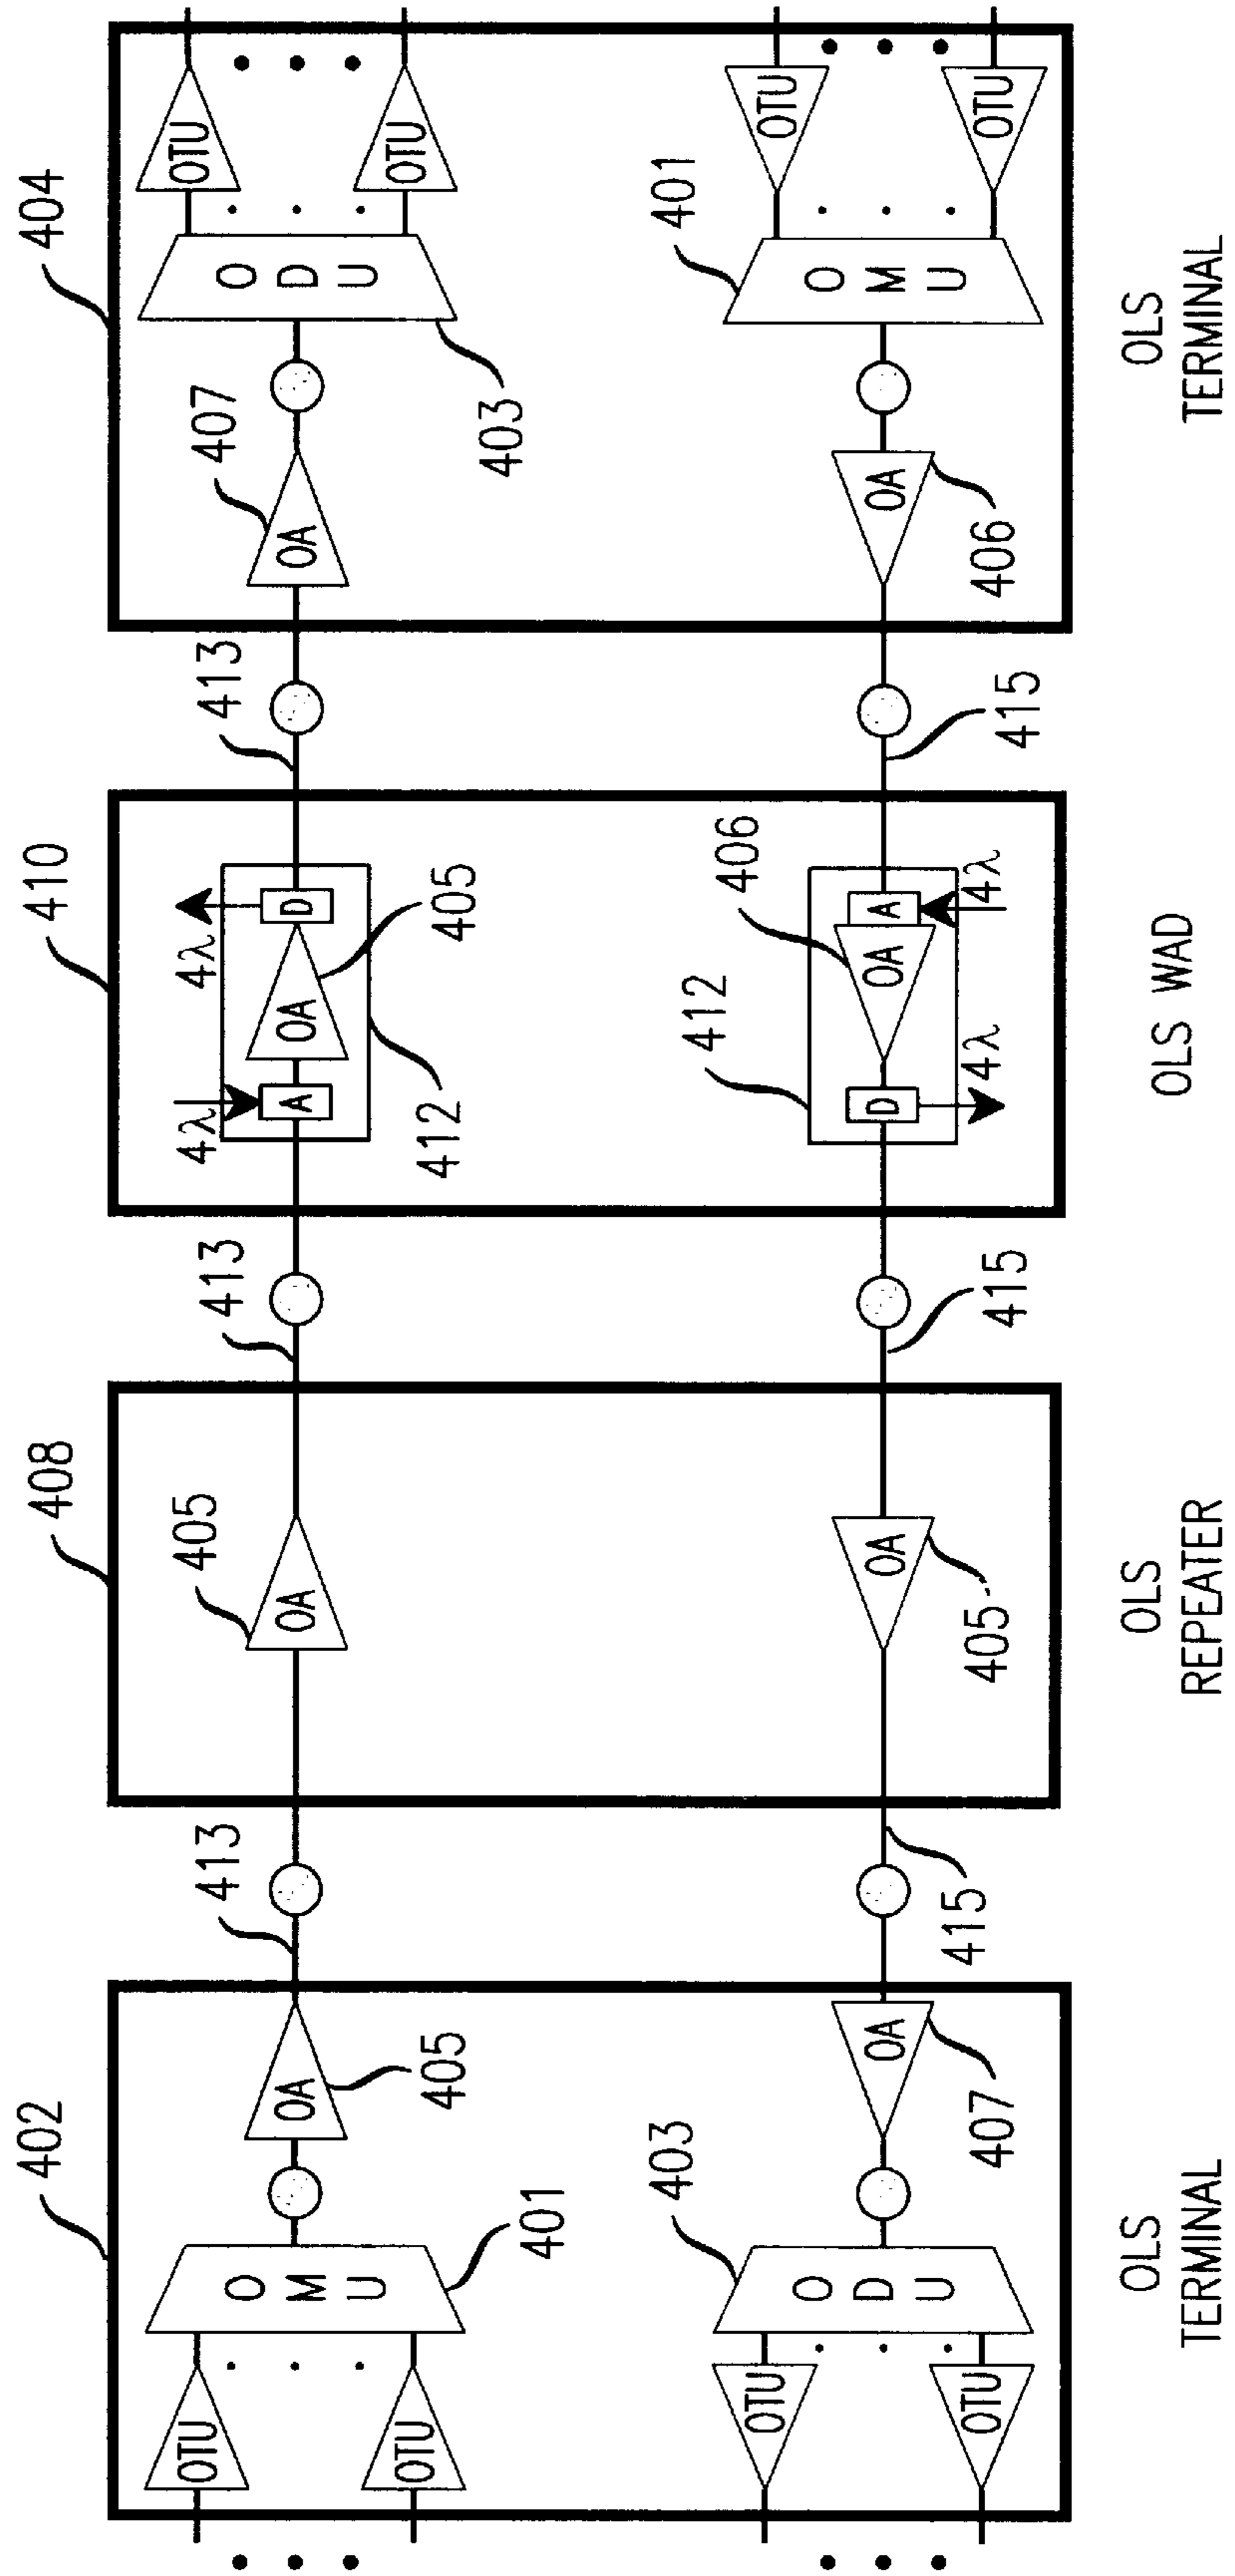 402
OTU
OTU
O
M
U
401
OA
405
413
OTU
OTU
O
D
U
403
OA
407
415
OLS
TERMINAL
408
OA
405
413
OA
405
415
OLS
REPEATER
410
4λ
A
OA
D
4λ
405
412
413
412
D
4λ
OA
406
A
4λ
415
OLS WAD
404
OA
407
O
D
U
403
OTU
OTU
OA
406
O
M
U
401
OTU
OTU
OLS
TERMINAL